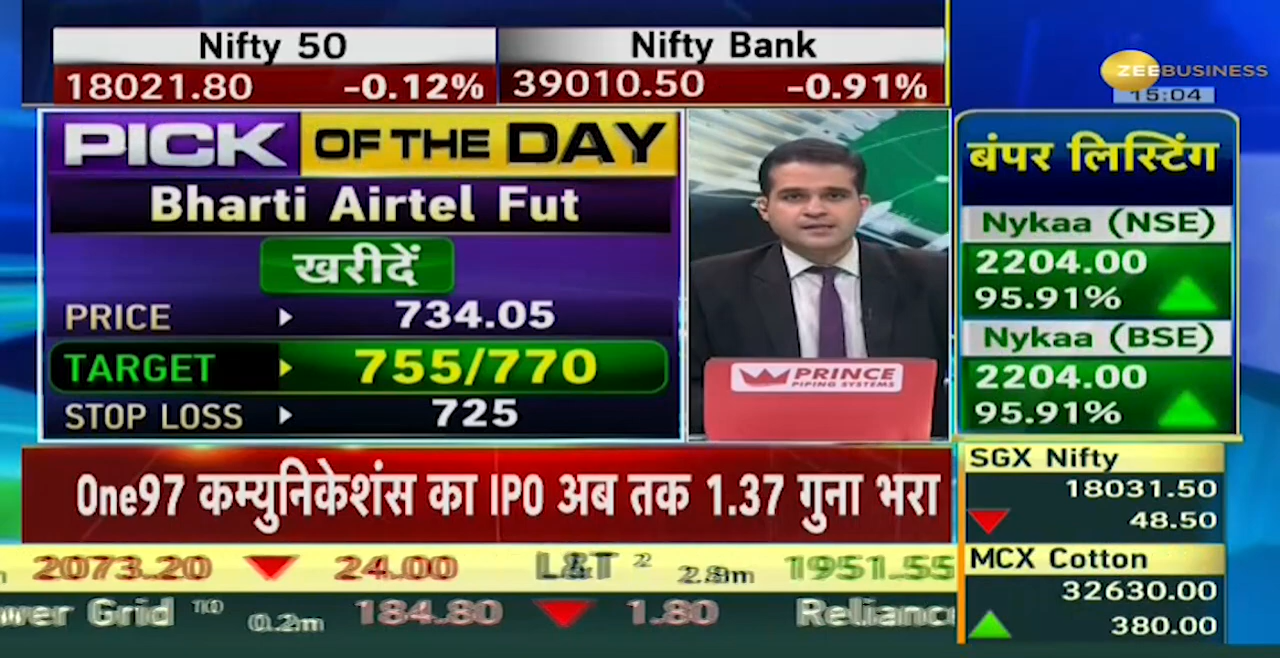 Nifty 50
18021.80 -0.12%
Nifty Bank
39010.50 -0.91%
ZEEBUSINESS
15:04
PICK OF THE DAY
Bharti Airtel Fut
खरीदें
PRICE 734.05
TARGET 755/770
STOP LOSS 725
PRINCE
PIPING SYSTEMS
बंपर लिस्टिंग
Nykaa (NSE)
2204.00
95.91%
Nykaa (BSE)
2204.00
95.91%
One97 कम्युनिकेशंस का IPO अब तक 1.37 गुना भरा
SGX Nifty
18031.50
48.50
MCX Cotton
32630.00
380.00
2073.20 24.00 L&T 1951.55
Grid 0.2m 184.80 1.80